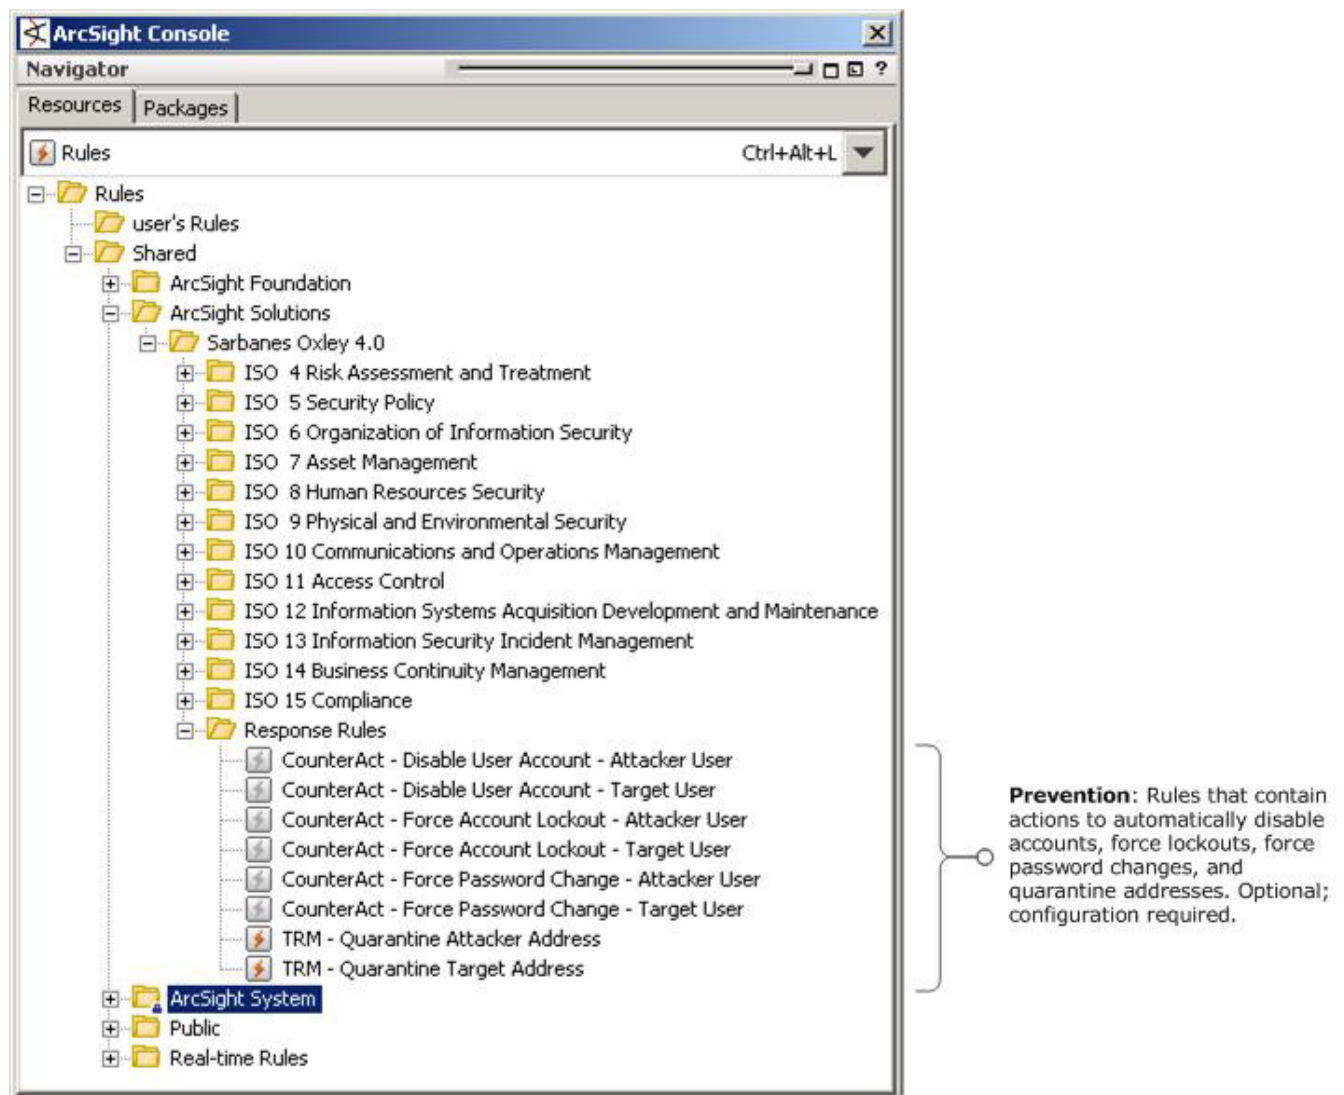 ArcSight Console
Navigator
?
Resources
Packages
Rules
Ctrl+Alt+L
Rules
user's Rules
Shared
ArcSight Foundation
ArcSight Solutions
Sarbanes Oxley 4.0
ISO 4 Risk Assessment and Treatment
ISO 5 Security Policy
ISO 6 Organization of Information Security
ISO 7 Asset Management
ISO 8 Human Resources Security
ISO 9 Physical and Environmental Security
ISO 10 Communications and Operations Management
ISO 11 Access Control
ISO 12 Information Systems Acquisition Development and Maintenance
ISO 13 Information Security Incident Management
ISO 14 Business Continuity Management
ISO 15 Compliance
Response Rules
CounterAct - Disable User Account - Attacker User
CounterAct - Disable User Account - Target User
CounterAct - Force Account Lockout - Attacker User
CounterAct - Force Account Lockout - Target User
CounterAct - Force Password Change - Attacker User
CounterAct - Force Password Change - Target User
TRM - Quarantine Attacker Address
TRM - Quarantine Target Address
ArcSight System
Public
Real-time Rules
Prevention: Rules that contain
actions to automatically disable
accounts, force lockouts, force
password changes, and
quarantine addresses. Optional;
configuration required.